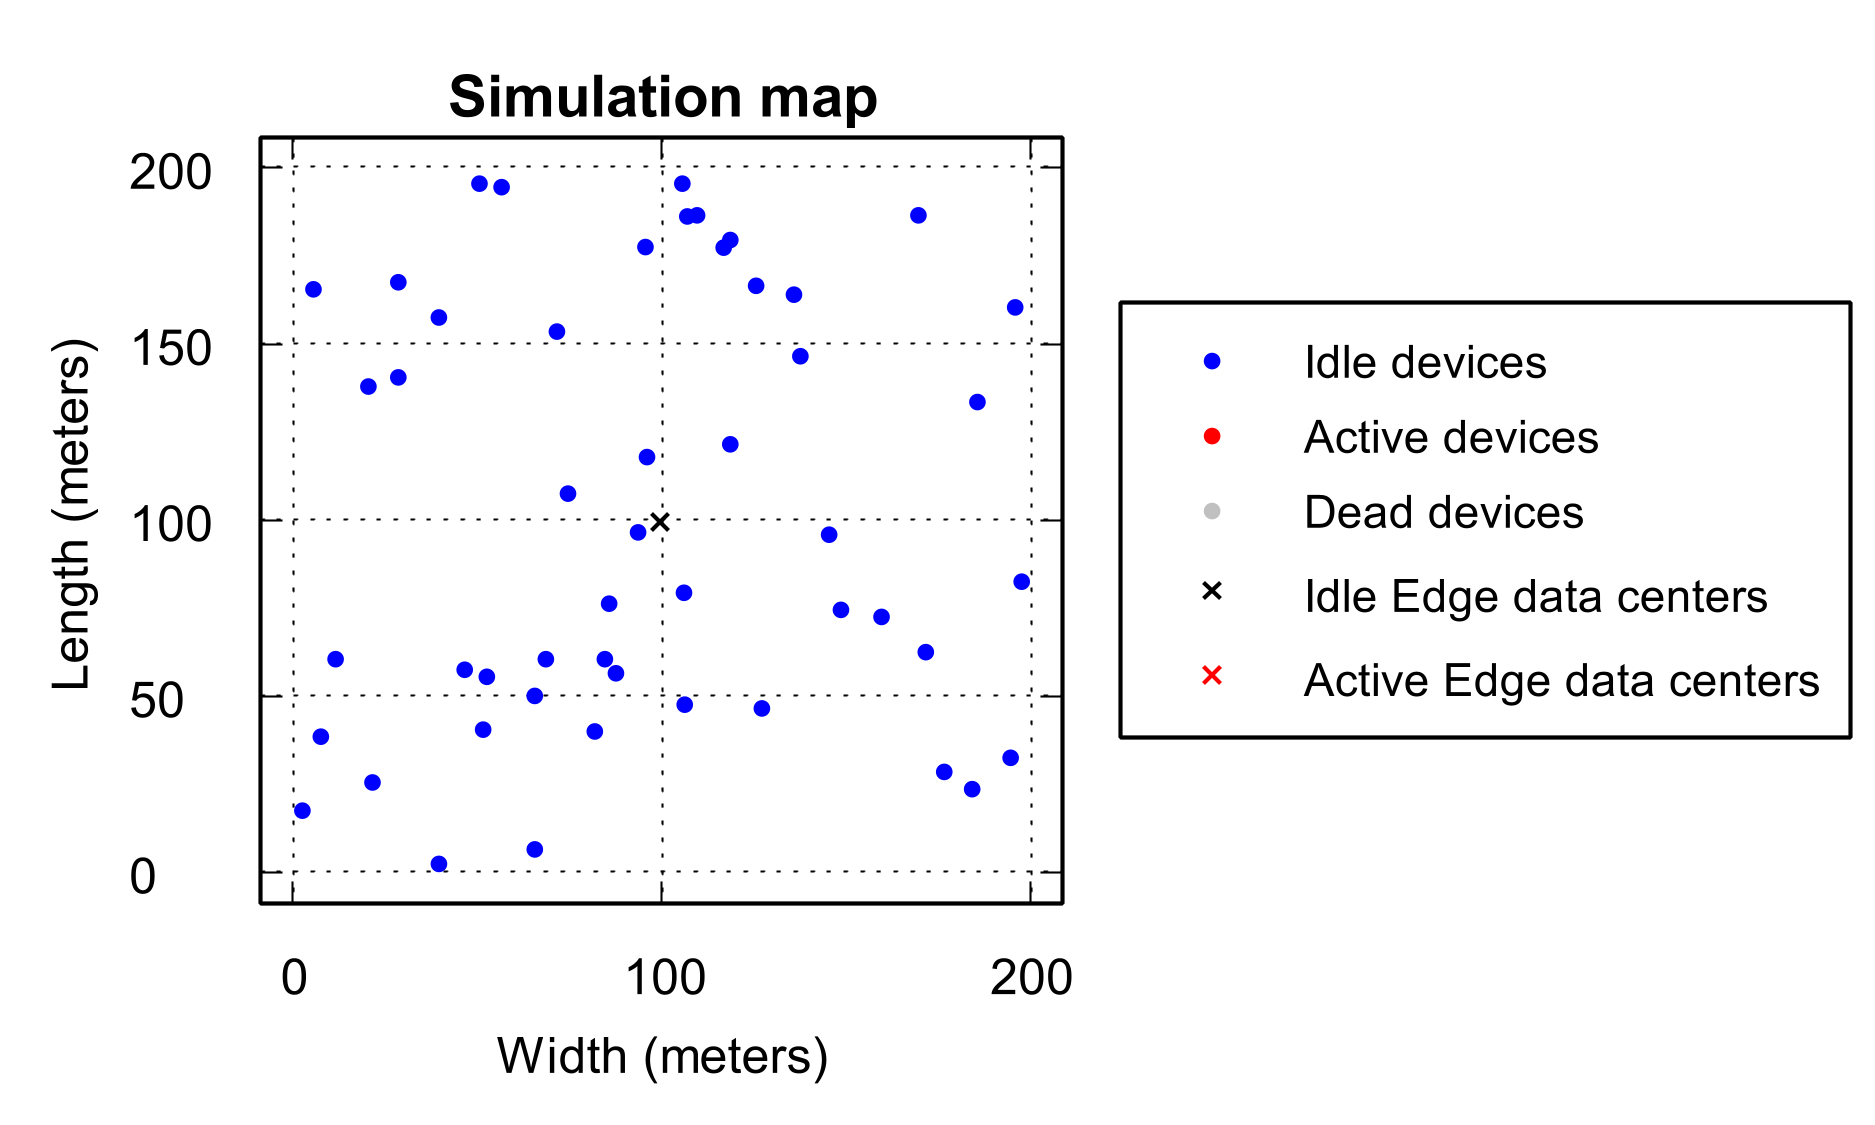 Simulation map
200
150
100
50
0
Length (meters)
0 100 200
Width (meters)
Idle devices
Active devices
Dead devices
Idle Edge data centers
Active Edge data centers